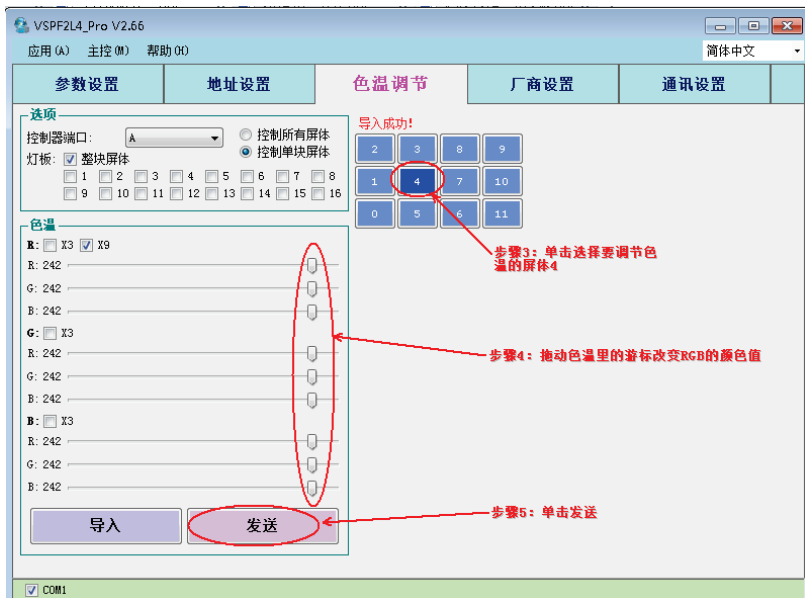 VSPF2L4_Pro V2.66
应用(A) 主控(M) 帮助(H) 简体中文
参数设置 地址设置 色温调节 厂商设置 通讯设置
选项
控制器端口: A 控制所有屏体
控制单块屏体
灯板: 整块屏体
1 2 3 4 5 6 7 8
9 10 11 12 13 14 15 16
导入成功!
2 3 8 9
1 4 7 10
0 5 6 11
步骤3: 单击选择要调节色
温的屏体4
色温
R: X3 X9
R: 242
G: 242
B: 242
G: X3
R: 242
G: 242
B: 242
B: X3
R: 242
G: 242
B: 242
步骤4: 拖动色温里的游标改变RGB的颜色值
导入 发送
步骤5: 单击发送
COM1